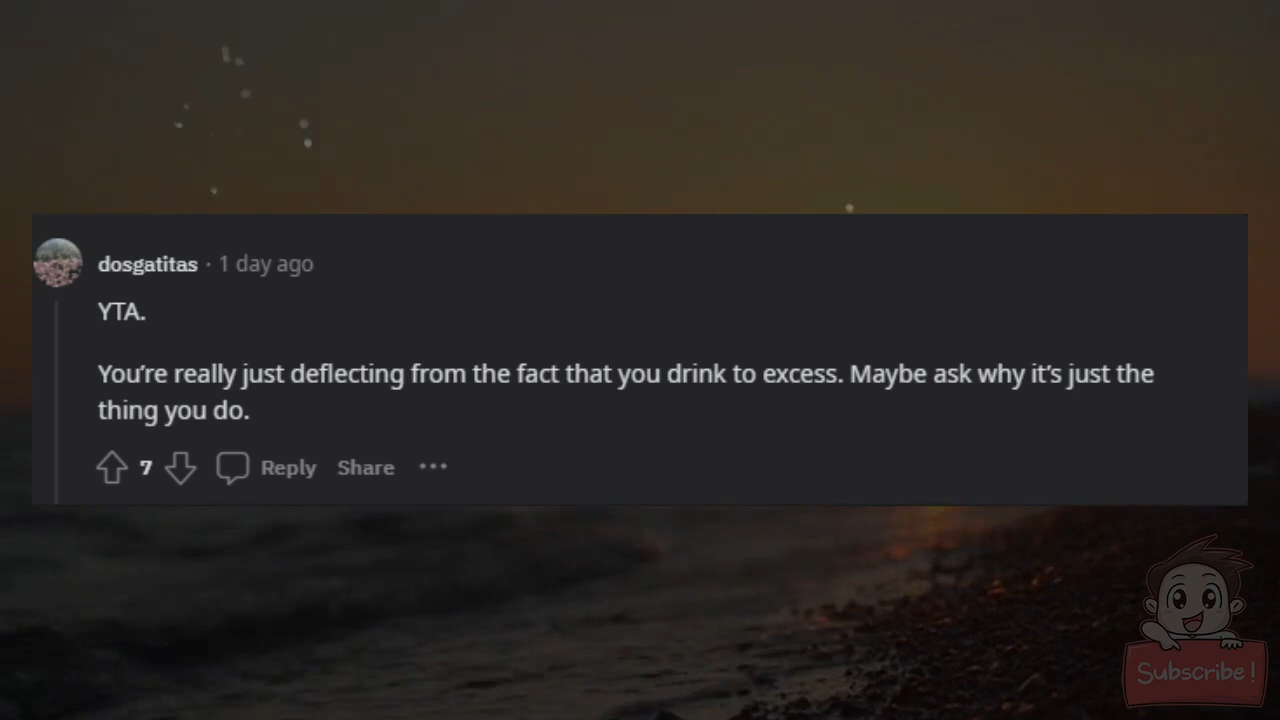 dosgatitas · 1 day ago
YTA.
You’re really just deflecting from the fact that you drink to excess. Maybe ask why it’s just the
thing you do.
7 Reply Share ···
Subscribe!